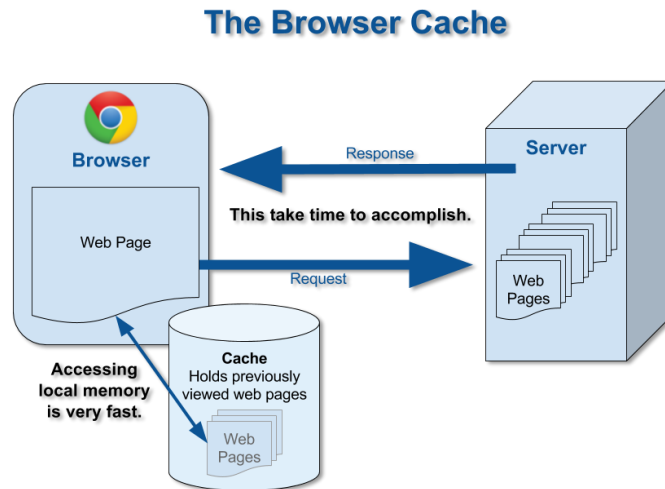 The Browser Cache
Browser
Response
Server
This take time to accomplish.
Web Page
Request
Web
Pages
Cache
Holds previously
viewed web pages
Accessing
local memory
is very fast.
Web
Pages